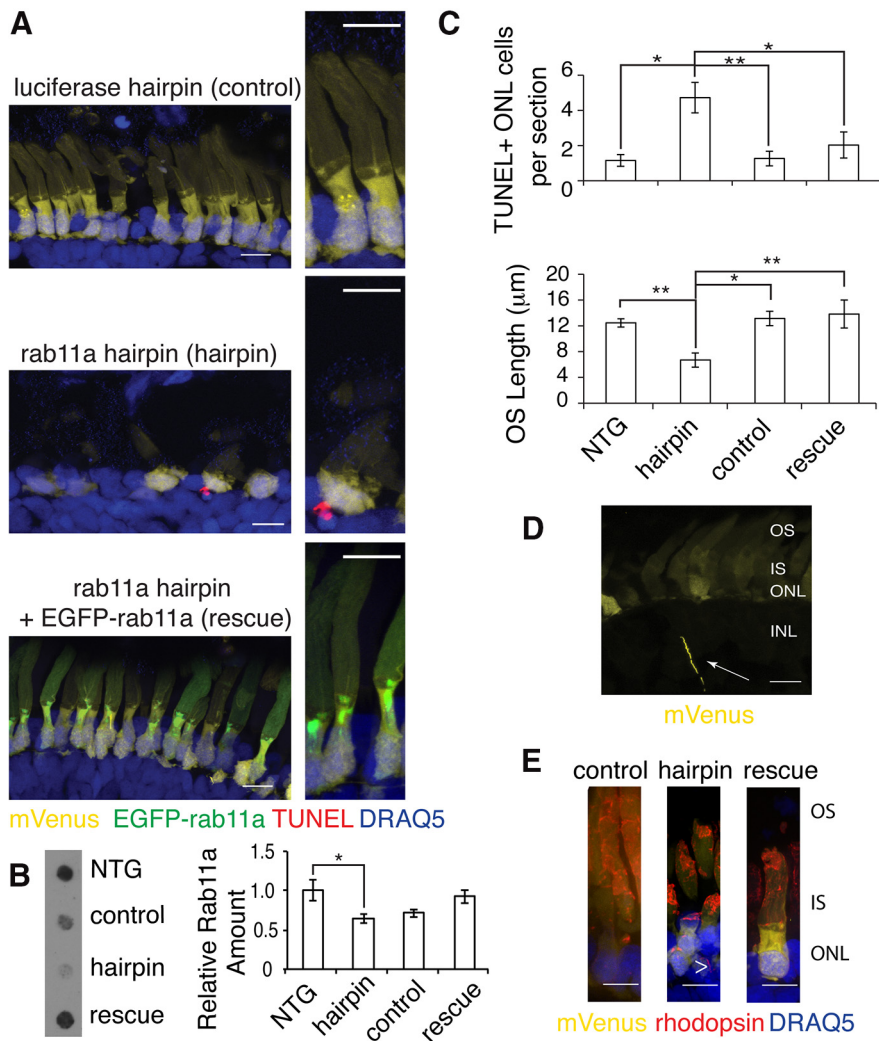 A
luciferase hairpin (control)
rab11a hairpin (hairpin)
rab11a hairpin
+ EGFP-rab11a (rescue)
mVenus EGFP-rab11a TUNEL DRAQ5
B
NTG
control
hairpin
rescue
Relative Rab11a
Amount
1.5
1.0
0.5
0
*
NTG
hairpin
control
rescue
C
TUNEL+ ONL cells
per section
6
4
2
0
*
**
*
OS Length (μm)
20
16
12
8
4
0
**
*
**
NTG
hairpin
control
rescue
D
OS
IS
ONL
INL
mVenus
E
control hairpin rescue
OS
IS
ONL
>
mVenus rhodopsin DRAQ5